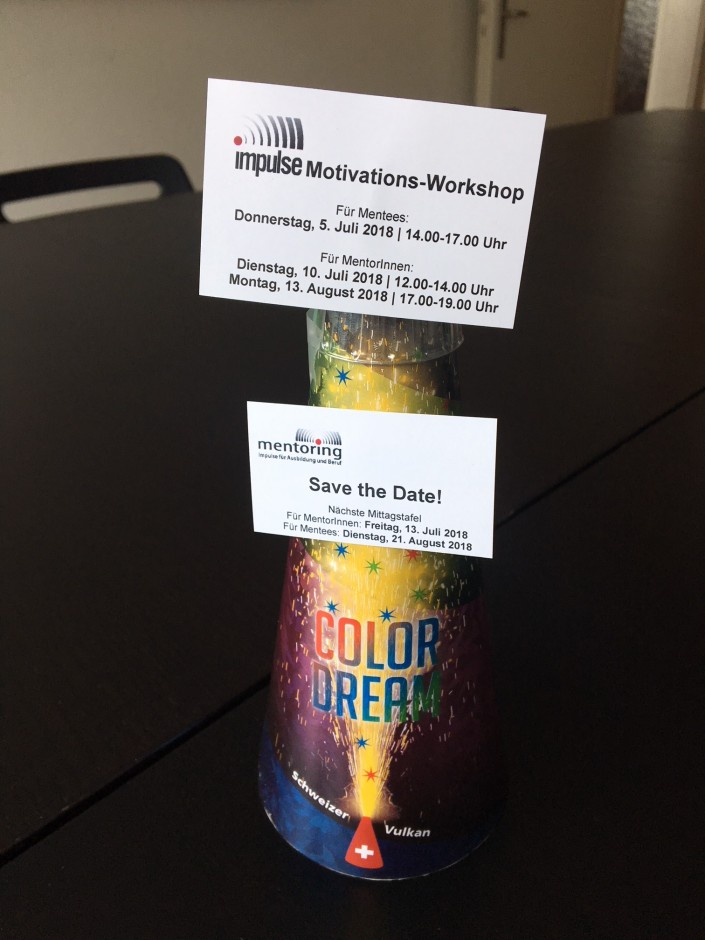 impulse Motivations-Workshop
Für Mentees:
Donnerstag, 5. Juli 2018 | 14.00-17.00 Uhr
Für MentorInnen:
Dienstag, 10. Juli 2018 | 12.00-14.00 Uhr
Montag, 13. August 2018 | 17.00-19.00 Uhr
mentoring
impulse für Ausbildung und Beruf
Save the Date!
Nächste Mittagstafel
Für MentorInnen: Freitag, 13. Juli 2018
Für Mentees: Dienstag, 21. August 2018
COLOR
DREAM
Schweizer Vulkan